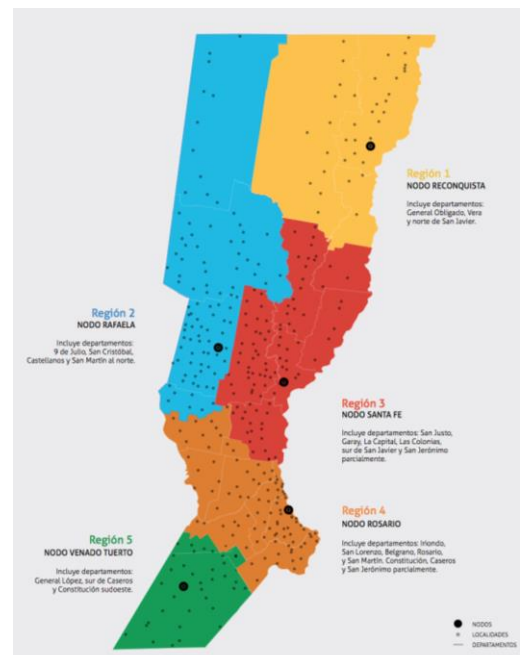 Región 1
NODO RECONQUISTA
Incluye departamentos:
General Obligado, Vera
y norte de San Javier.
Región 2
NODO RAFAELA
Incluye departamentos:
9 de Julio, San Cristóbal,
Castellanos y San Martín al norte.
Región 3
NODO SANTA FE
Incluye departamentos: San Justo,
Garay, La Capital, Las Colonias,
sur de San Javier y San Jerónimo
parcialmente.
Región 4
NODO ROSARIO
Incluye departamentos: Iriondo,
San Lorenzo, Belgrano, Rosario,
y San Martín. Constitución, Caseros
y San Jerónimo parcialmente.
Región 5
NODO VENADO TUERTO
Incluye departamentos:
General López, sur de Caseros
y Constitución sudoeste.
NODOS
LOCALIDADES
DEPARTAMENTOS